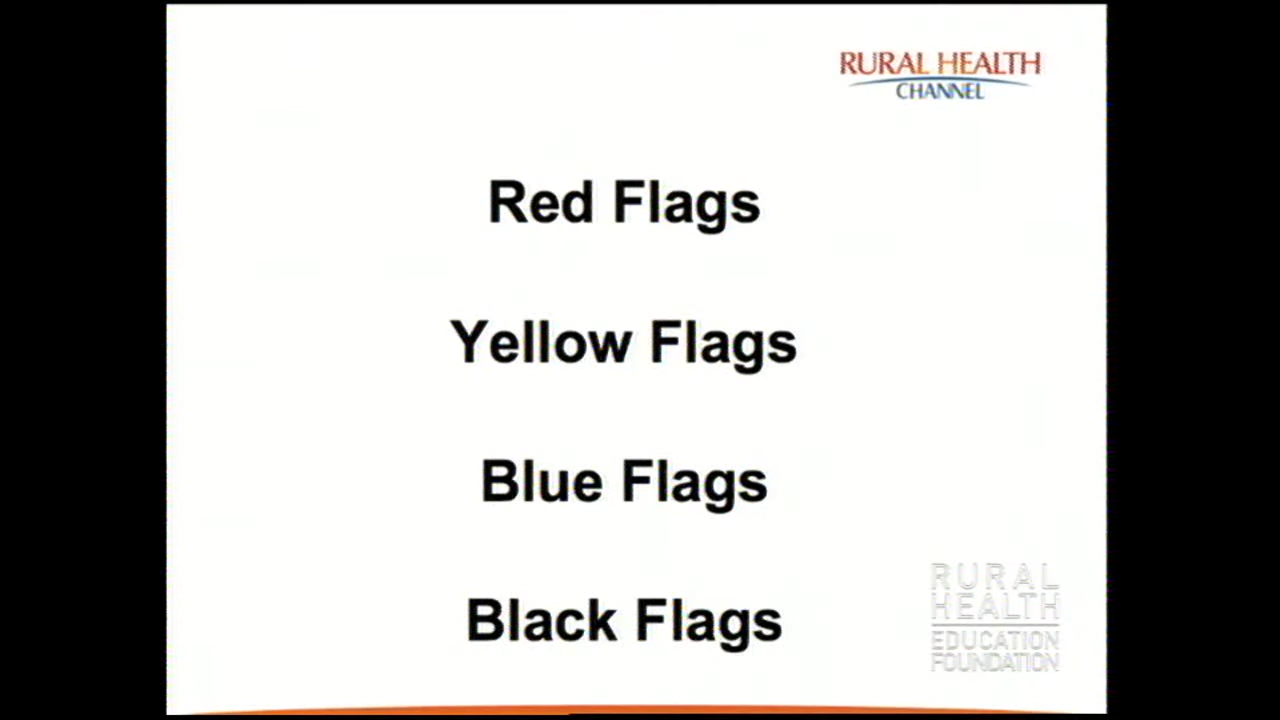 RURAL HEALTH
CHANNEL
Red Flags
Yellow Flags
Blue Flags
Black Flags
RURAL
HEALTH
EDUCATION
FOUNDATION